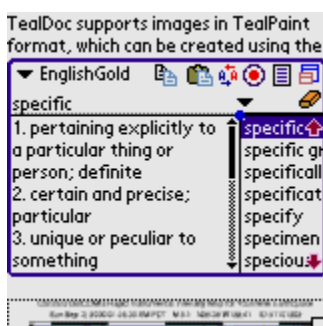 TealDoc supports images in TealPaint
format, which can be created using the
EnglishGold
specific
1. pertaining explicitly to
a particular thing or
person; definite
2. certain and precise;
particular
3. unique or peculiar to
something
specific
specific gr
specificall
specificat
specify
specimen
specious